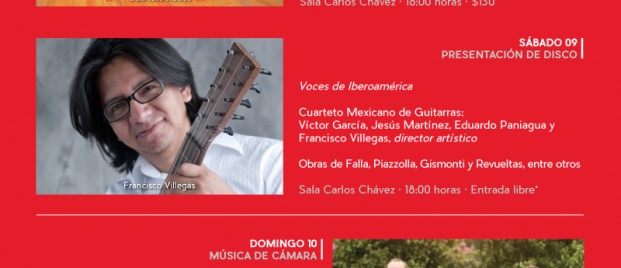 Sala Carlos Chávez · 18:00 horas · $130
SÁBADO 09
PRESENTACIÓN DE DISCO
Voces de Iberoamérica
Cuarteto Mexicano de Guitarras:
Víctor García, Jesús Martínez, Eduardo Paniagua y
Francisco Villegas, director artístico
Obras de Falla, Piazzolla, Gismonti y Revueltas, entre otros
Francisco Villegas
Sala Carlos Chávez · 18:00 horas · Entrada libre*
DOMINGO 10
MÚSICA DE CÁMARA